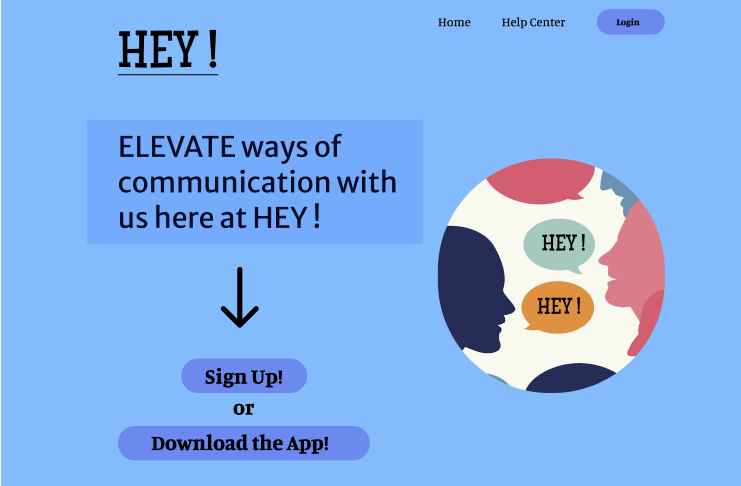 Home Help Center Login
HEY !
ELEVATE ways of
communication with
us here at HEY !
HEY !
HEY !
Sign Up!
or
Download the App!